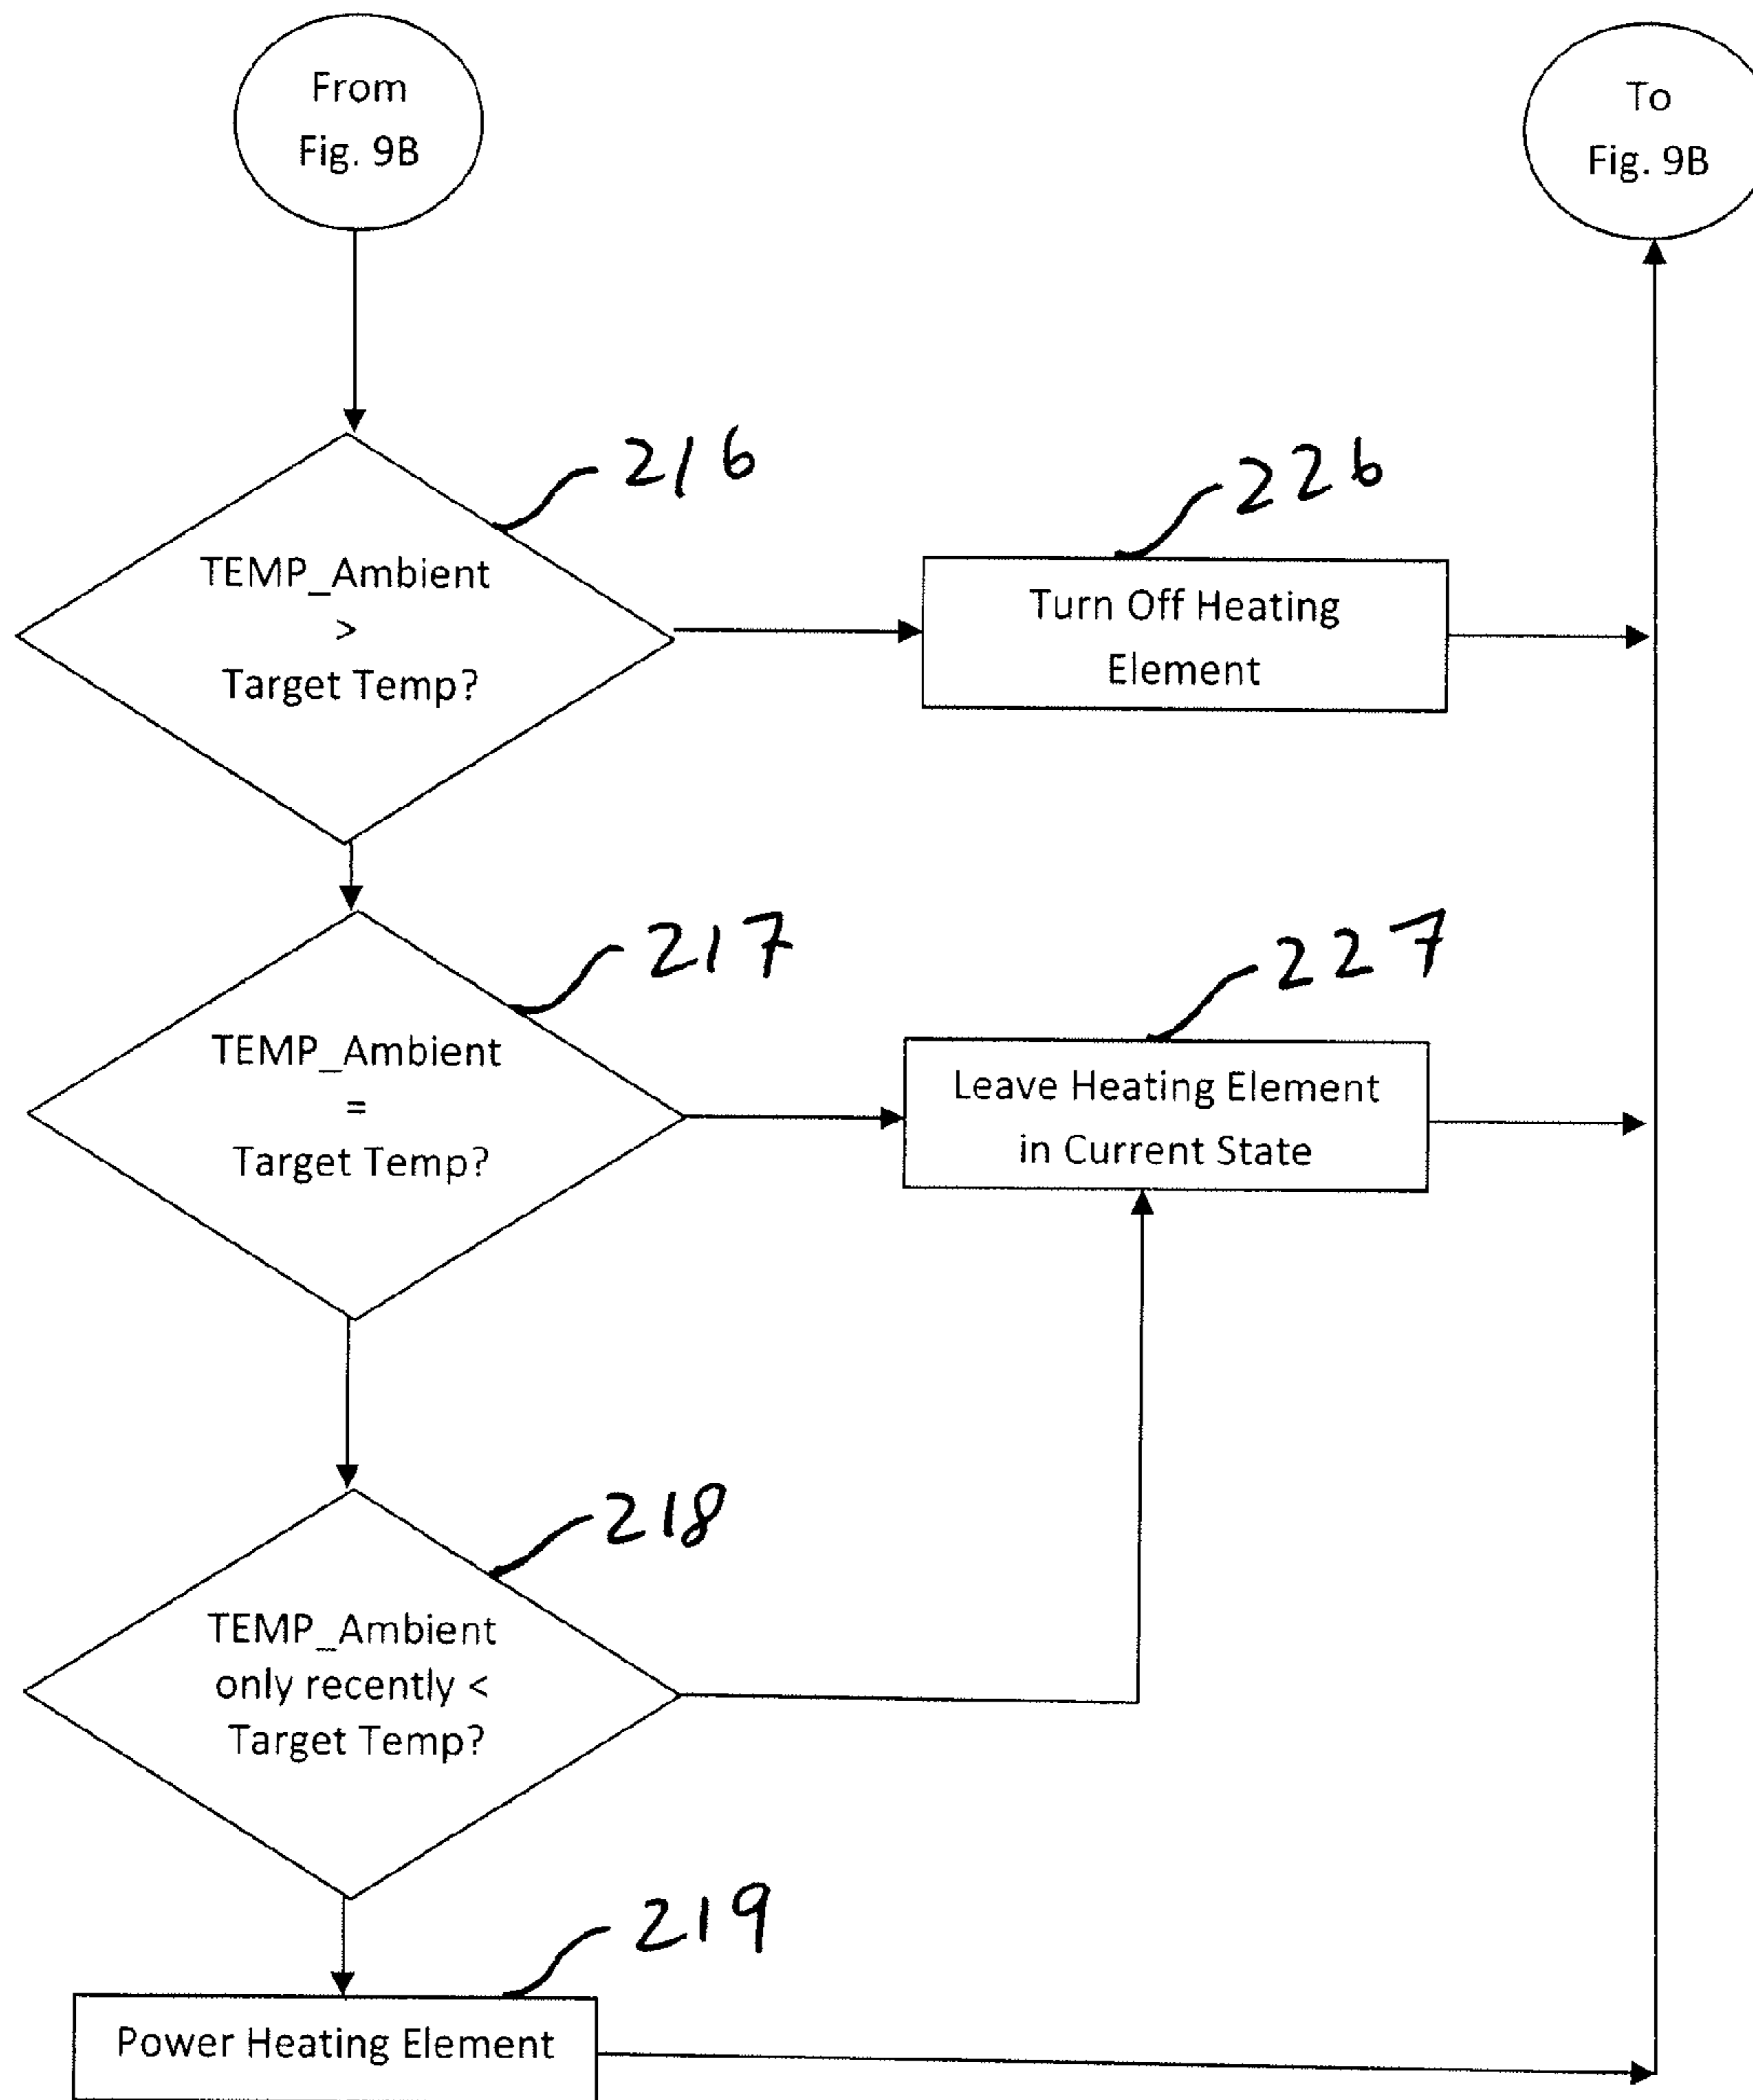 From
Fig. 9B
To
Fig. 9B
216
TEMP_Ambient
>
Target Temp?
226
Turn Off Heating
Element
217
TEMP_Ambient
=
Target Temp?
227
Leave Heating Element
in Current State
218
TEMP_Ambient
only recently <
Target Temp?
219
Power Heating Element